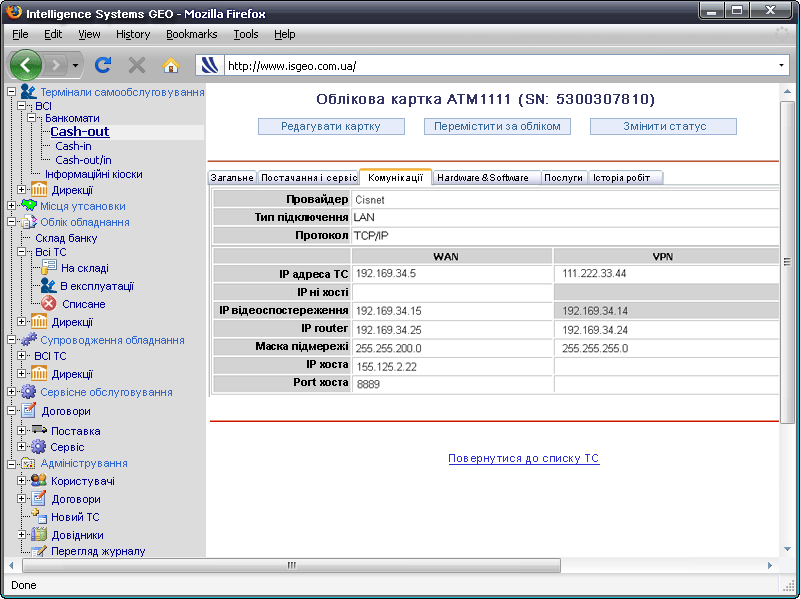 Intelligence Systems GEO - Mozilla Firefox
File Edit View History Bookmarks Tools Help
http://www.isgeo.com.ua/
Термінали самообслуговування
ВСІ
Банкомати
Cash-out
Cash-in
Cash-out/in
Інформаційні кіоски
Дирекції
Місця утсановки
Облік обладнання
Склад банку
Всі ТС
На складі
В експлуатації
Списане
Дирекції
Супроводження обладнання
ВСІ ТС
Дирекції
Сервісне обслуговування
Договори
Поставка
Сервіс
Адміністрування
Користувачі
Договори
Новий ТС
Довідники
Перегляд журналу
Облікова картка ATM1111 (SN: 5300307810)
Редагувати картку Перемістити за обліком Змінити статус
Загальне Постачання і сервіс Комунікації Hardware & Software Послуги Історія робіт
Провайдер Cisnet
Тип підключення LAN
Протокол TCP/IP
WAN VPN
IP адреса ТС 192.169.34.5 111.222.33.44
IP ні хості
IP відеоспостереження 192.169.34.15 192.169.34.14
IP router 192.169.34.25 192.169.34.24
Маска підмережі 255.255.200.0 255.255.255.0
IP хоста 155.125.2.22
Port хоста 8889
Повернутися до списку ТС
Done